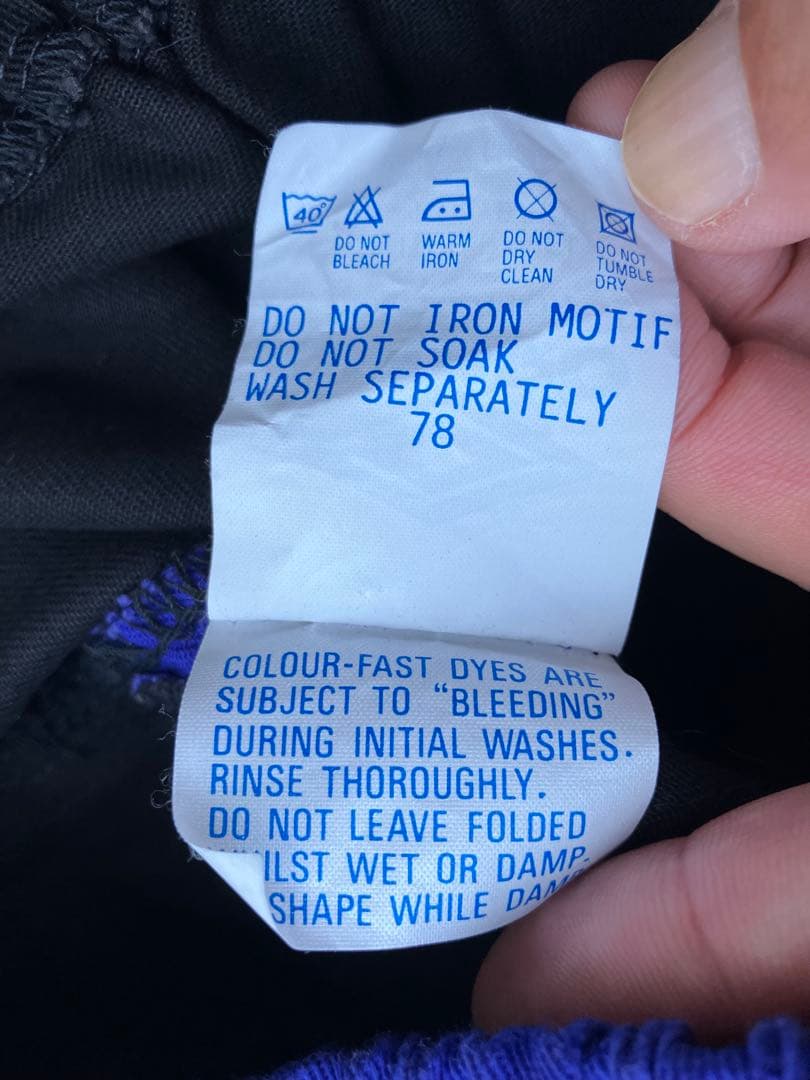 40°
DO NOT
BLEACH
WARM
IRON
DO NOT
DRY
CLEAN
DO NOT
TUMBLE
DRY
DO NOT IRON MOTIF
DO NOT SOAK
WASH SEPARATELY
78
COLOUR-FAST DYES ARE
SUBJECT TO “BLEEDING”
DURING INITIAL WASHES.
RINSE THOROUGHLY.
DO NOT LEAVE FOLDED
WET OR DAMP.
SHAPE WHILE